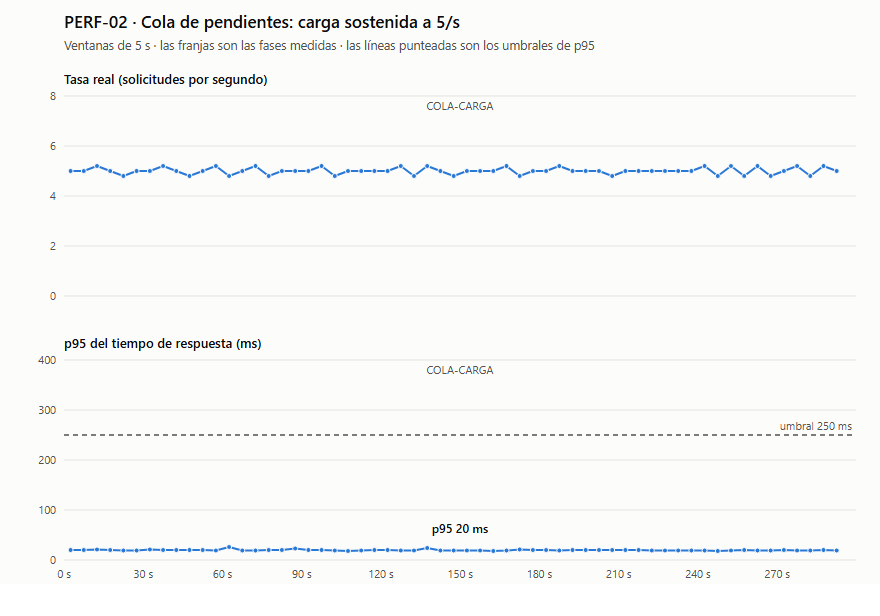 PERF-02 · Cola de pendientes: carga sostenida a 5/s
Ventanas de 5 s · las franjas son las fases medidas · las líneas punteadas son los umbrales de p95
Tasa real (solicitudes por segundo)
8
COLA-CARGA
6
4
2
0
p95 del tiempo de respuesta (ms)
400
COLA-CARGA
300
umbral 250 ms
200
100
p95 20 ms
0
0 s 30 s 60 s 90 s 120 s 150 s 180 s 210 s 240 s 270 s